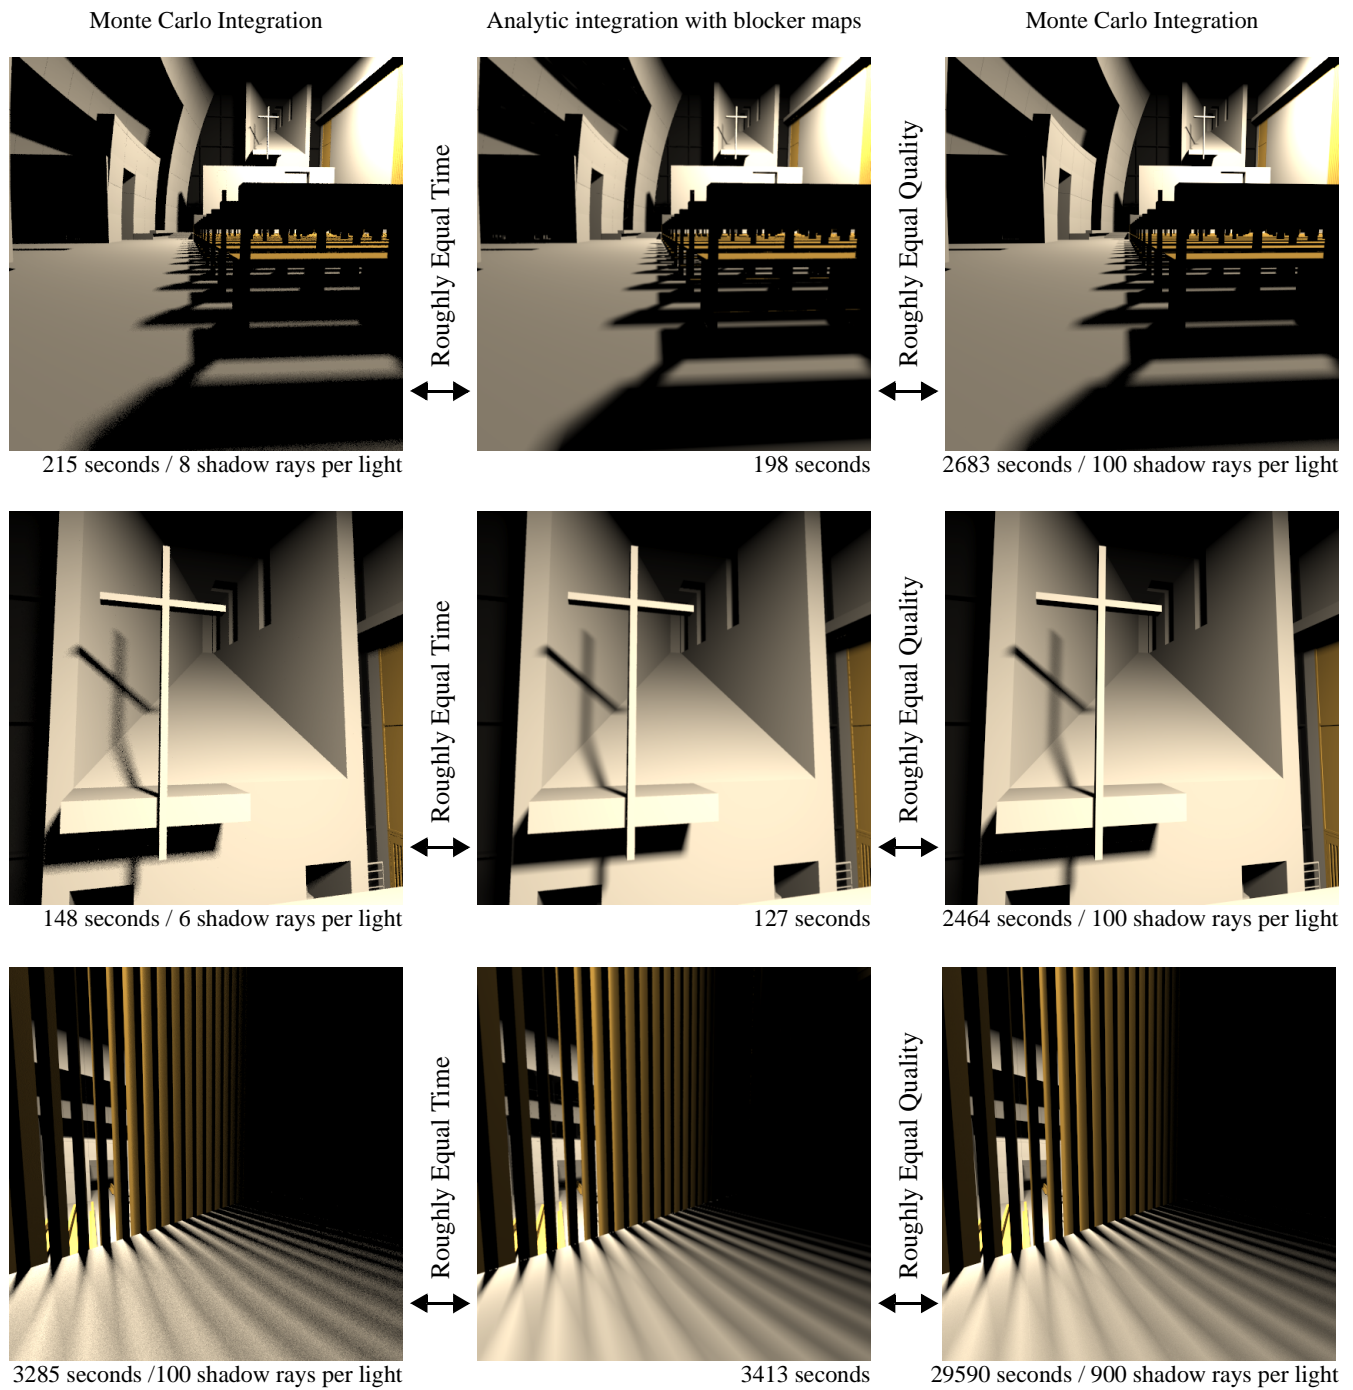 Monte Carlo Integration
Analytic integration with blocker maps
Monte Carlo Integration
Roughly Equal Time
Roughly Equal Quality
215 seconds / 8 shadow rays per light
198 seconds
2683 seconds / 100 shadow rays per light
Roughly Equal Time
Roughly Equal Quality
148 seconds / 6 shadow rays per light
127 seconds
2464 seconds / 100 shadow rays per light
Roughly Equal Time
Roughly Equal Quality
3285 seconds /100 shadow rays per light
3413 seconds
29590 seconds / 900 shadow rays per light